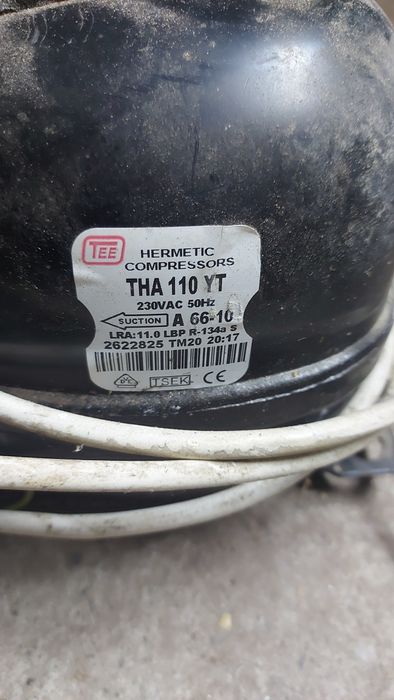 TEE
HERMETIC
COMPRESSORS
THA 110 YT
230VAC 50Hz
SUCTION A 66-10
LRA:11.0 LBP R-134a S
2622825 TM20 20:17
TSEK CE